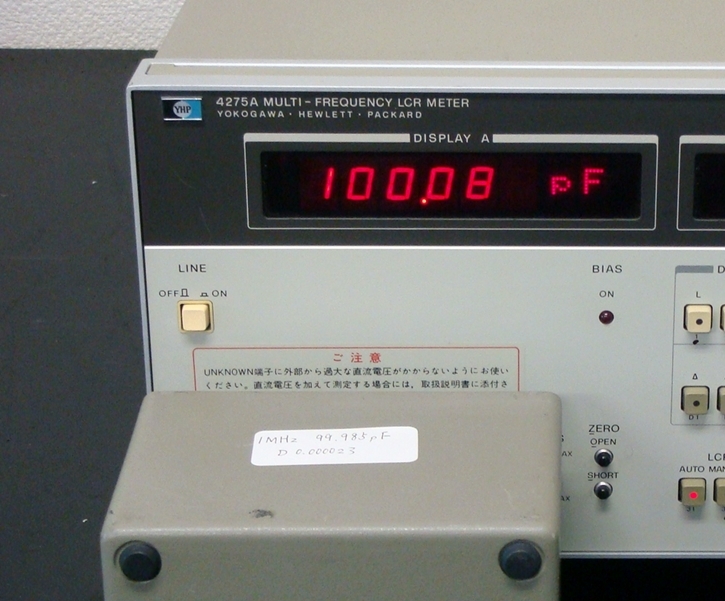 YHP
4275A MULTI-FREQUENCY LCR METER
YOKOGAWA・HEWLETT・PACKARD
DISPLAY A
100.08 pF
LINE
OFF ON
BIAS
ON
D
L
Δ
ご注意
UNKNOWN端子に外部から過大な直流電圧がかからないようにお使い
ください。直流電圧を加えて測定する場合には，取扱説明書に添付さ
ZERO
OPEN
SHORT
LCR
AUTO MAN
31
1MHz 99.985pF
D 0.000023